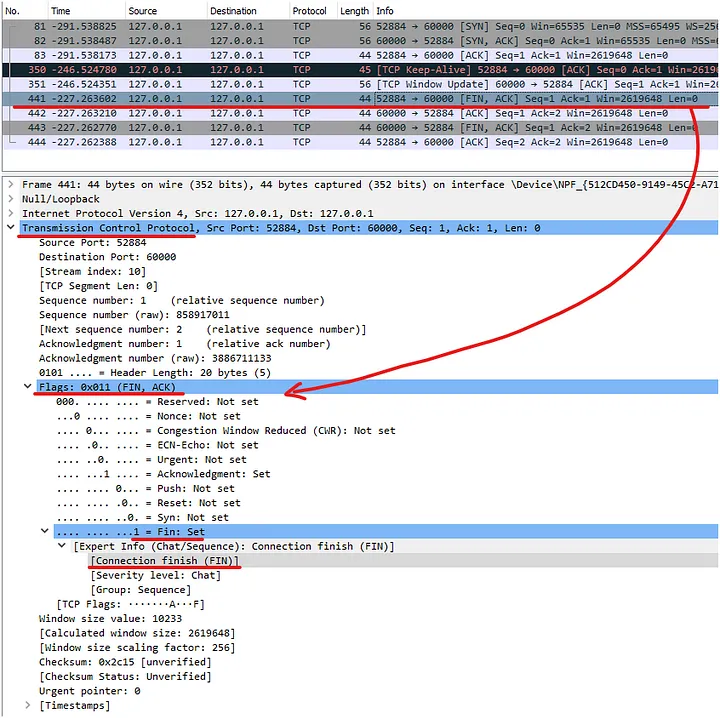 No. Time Source Destination Protocol Length Info
81 -291.538825 127.0.0.1 127.0.0.1 TCP 56 52884 → 60000 [SYN] Seq=0 Win=65535 Len=0 MSS=65495
82 -291.538487 127.0.0.1 127.0.0.1 TCP 56 60000 → 52884 [SYN, ACK] Seq=0 Ack=1 Win=65535 Len=0
83 -291.538173 127.0.0.1 127.0.0.1 TCP 44 52884 → 60000 [ACK] Seq=1 Ack=1 Win=2619648 Len=0
350 -246.524780 127.0.0.1 127.0.0.1 TCP 45 [TCP Keep-Alive] 52884 → 60000 [ACK] Seq=0 Ack=1
351 -246.524351 127.0.0.1 127.0.0.1 TCP 56 [TCP Window Update] 60000 → 52884 [ACK] Seq=1 Ack=1
441 -227.263602 127.0.0.1 127.0.0.1 TCP 44 52884 → 60000 [FIN, ACK] Seq=1 Ack=1 Win=2619648 Len=0
442 -227.263210 127.0.0.1 127.0.0.1 TCP 44 60000 → 52884 [ACK] Seq=1 Ack=2 Win=2619648 Len=0
443 -227.262770 127.0.0.1 127.0.0.1 TCP 44 60000 → 52884 [FIN, ACK] Seq=1 Ack=2 Win=2619648 Len=0
444 -227.262388 127.0.0.1 127.0.0.1 TCP 44 52884 → 60000 [ACK] Seq=2 Ack=2 Win=2619648 Len=0
Frame 441: 44 bytes on wire (352 bits), 44 bytes captured (352 bits) on interface \Device\NPF_{512CD450-9149-45C2-A71
Null/Loopback
Internet Protocol Version 4, Src: 127.0.0.1, Dst: 127.0.0.1
Transmission Control Protocol, Src Port: 52884, Dst Port: 60000, Seq: 1, Ack: 1, Len: 0
Source Port: 52884
Destination Port: 60000
[Stream index: 10]
[TCP Segment Len: 0]
Sequence number: 1 (relative sequence number)
Sequence number (raw): 858917011
[Next sequence number: 2 (relative sequence number)]
Acknowledgment number: 1 (relative ack number)
Acknowledgment number (raw): 3886711133
0101 .... = Header Length: 20 bytes (5)
Flags: 0x011 (FIN, ACK)
000. .... .... = Reserved: Not set
...0 .... .... = Nonce: Not set
.... 0... .... = Congestion Window Reduced (CWR): Not set
.... .0.. .... = ECN-Echo: Not set
.... ..0. .... = Urgent: Not set
.... ...1 .... = Acknowledgment: Set
.... .... 0... = Push: Not set
.... .... .0.. = Reset: Not set
.... .... ..0. = Syn: Not set
.... .... ...1 = Fin: Set
[Expert Info (Chat/Sequence): Connection finish (FIN)]
[Connection finish (FIN)]
[Severity level: Chat]
[Group: Sequence]
[TCP Flags: ·······A···F]
Window size value: 10233
[Calculated window size: 2619648]
[Window size scaling factor: 256]
Checksum: 0x2c15 [unverified]
[Checksum Status: Unverified]
Urgent pointer: 0
[Timestamps]